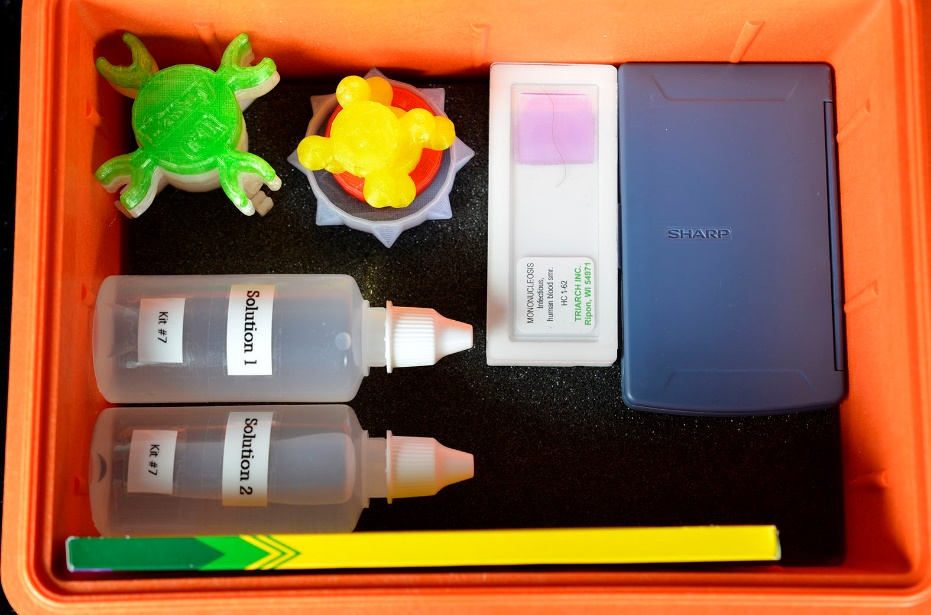 SHARP
MONONUCLEOSIS
Infectious,
human blood smr.
HC 1-62
TRIARCH INC.
Ripon, WI 54971
Solution 1
Kit #7
Solution 2
Kit #7